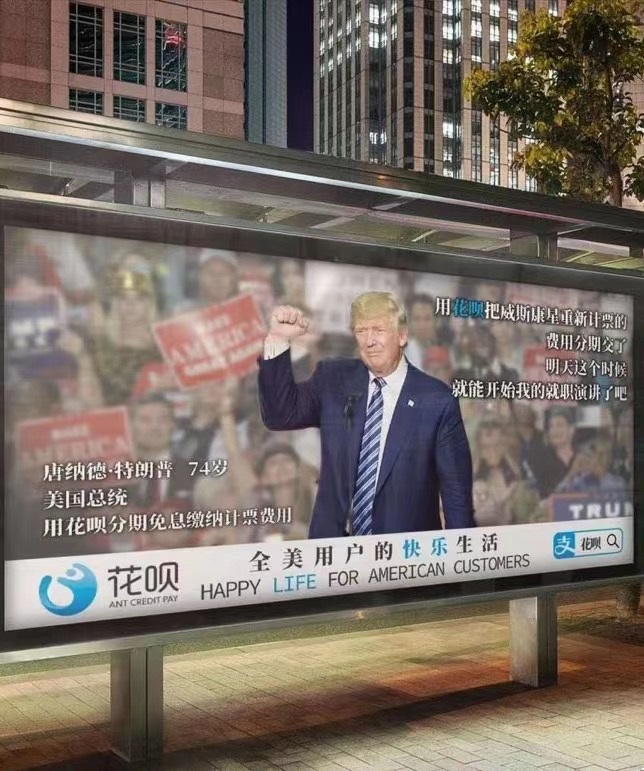 用花呗把威斯康星重新计票的
费用分期交了
明天这个时候
就能开始我的就职演讲了吧
AMERICA
AMERICA
TRUM
唐纳德·特朗普 74岁
美国总统
用花呗分期免息缴纳计票费用
花呗
ANT CREDIT PAY
全美用户的快乐生活
HAPPY LIFE FOR AMERICAN CUSTOMERS
支 花呗